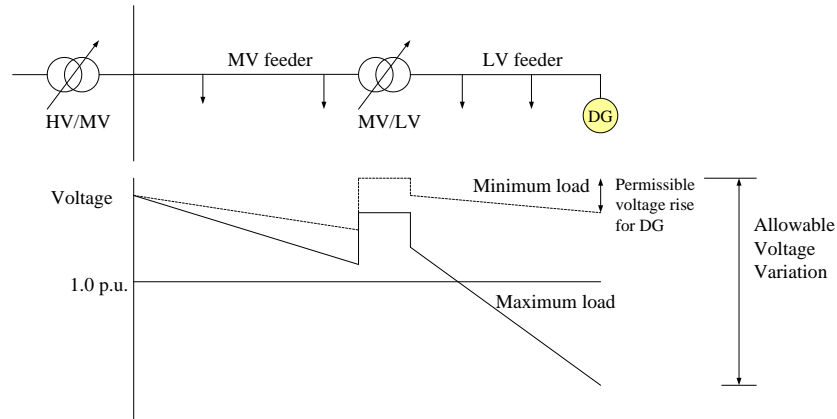 MV feeder
LV feeder
HV/MV
MV/LV
DG
Voltage
Minimum load
Permissible
voltage rise
for DG
Allowable
Voltage
Variation
1.0 p.u.
Maximum load